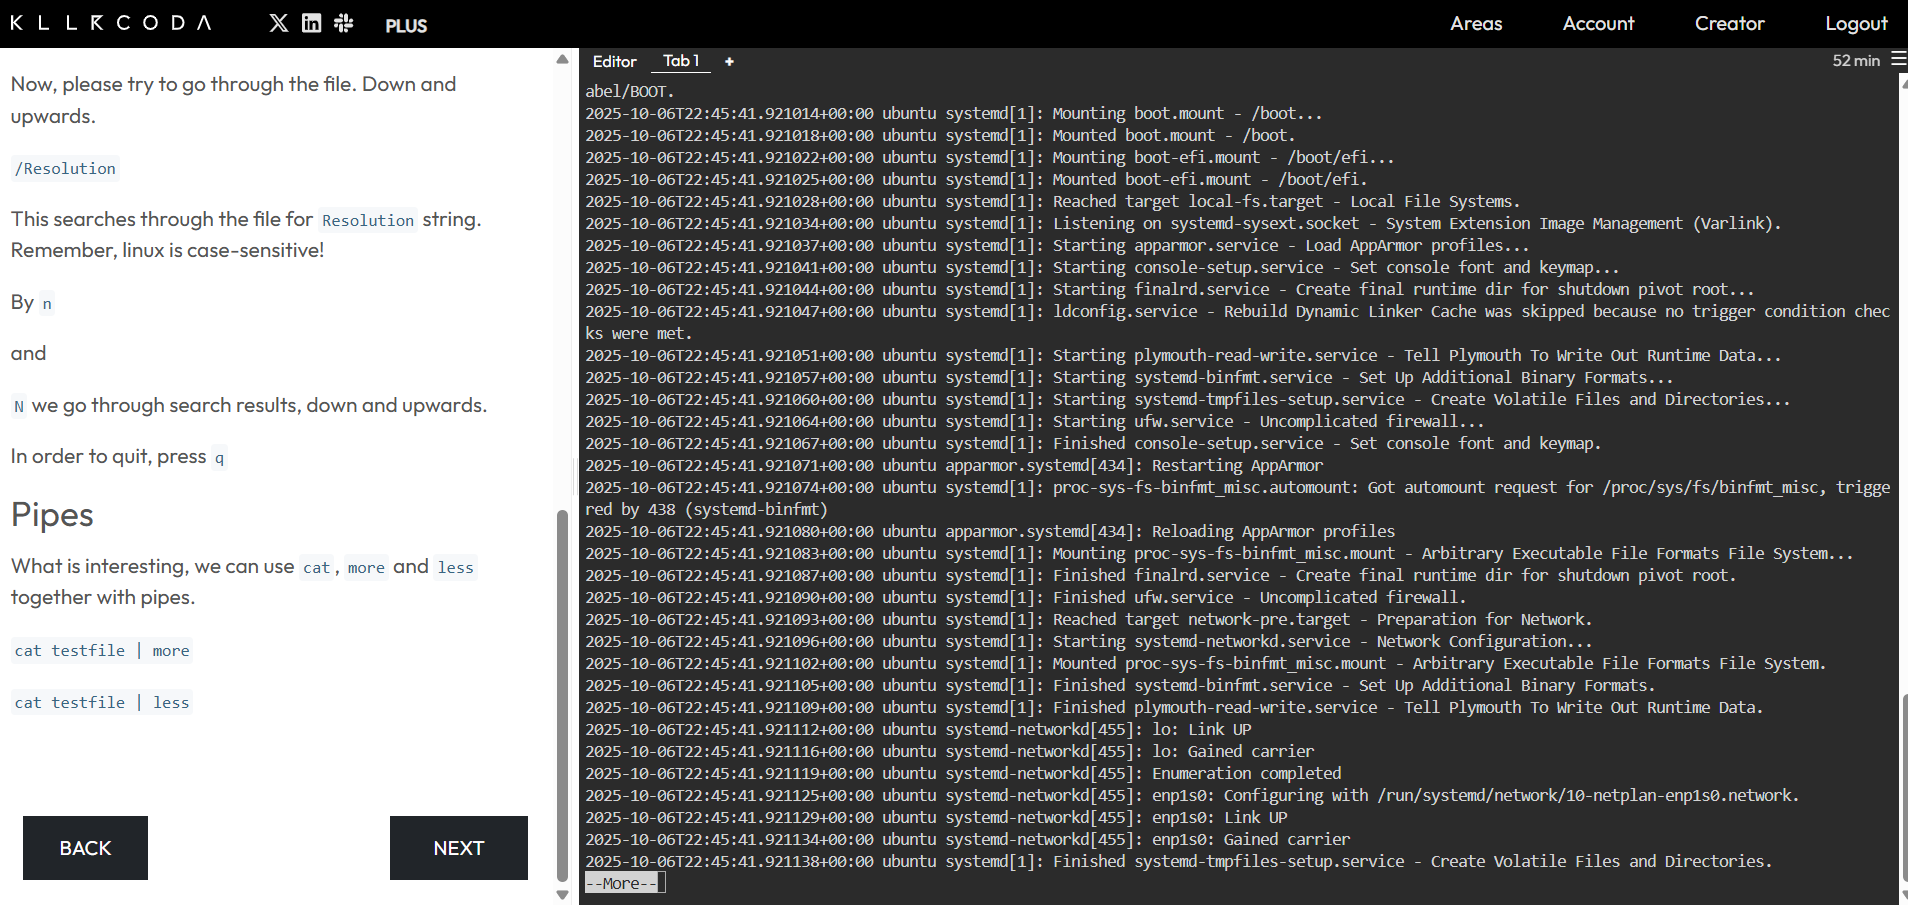 KLLRCODA
PLUS
Areas
Account
Creator
Logout
Now, please try to go through the file. Down and
upwards.
/Resolution
This searches through the file for Resolution string.
Remember, linux is case-sensitive!
By n
and
N we go through search results, down and upwards.
In order to quit, press q
Pipes
What is interesting, we can use cat, more and less
together with pipes.
cat testfile | more
cat testfile | less
BACK
NEXT
Editor
Tab 1
+
52 min
abel/BOOT.
2025-10-06T22:45:41.921014+00:00 ubuntu systemd[1]: Mounting boot.mount - /boot...
2025-10-06T22:45:41.921018+00:00 ubuntu systemd[1]: Mounted boot.mount - /boot.
2025-10-06T22:45:41.921022+00:00 ubuntu systemd[1]: Mounting boot-efi.mount - /boot/efi...
2025-10-06T22:45:41.921025+00:00 ubuntu systemd[1]: Mounted boot-efi.mount - /boot/efi.
2025-10-06T22:45:41.921028+00:00 ubuntu systemd[1]: Reached target local-fs.target - Local File Systems.
2025-10-06T22:45:41.921034+00:00 ubuntu systemd[1]: Listening on systemd-sysext.socket - System Extension Image Management (Varlink).
2025-10-06T22:45:41.921037+00:00 ubuntu systemd[1]: Starting apparmor.service - Load AppArmor profiles...
2025-10-06T22:45:41.921041+00:00 ubuntu systemd[1]: Starting console-setup.service - Set console font and keymap...
2025-10-06T22:45:41.921044+00:00 ubuntu systemd[1]: Starting finalrd.service - Create final runtime dir for shutdown pivot root...
2025-10-06T22:45:41.921047+00:00 ubuntu systemd[1]: ldconfig.service - Rebuild Dynamic Linker Cache was skipped because no trigger condition chec
ks were met.
2025-10-06T22:45:41.921051+00:00 ubuntu systemd[1]: Starting plymouth-read-write.service - Tell Plymouth To Write Out Runtime Data...
2025-10-06T22:45:41.921057+00:00 ubuntu systemd[1]: Starting systemd-binfmt.service - Set Up Additional Binary Formats...
2025-10-06T22:45:41.921060+00:00 ubuntu systemd[1]: Starting systemd-tmpfiles-setup.service - Create Volatile Files and Directories...
2025-10-06T22:45:41.921064+00:00 ubuntu systemd[1]: Starting ufw.service - Uncomplicated firewall...
2025-10-06T22:45:41.921067+00:00 ubuntu systemd[1]: Finished console-setup.service - Set console font and keymap.
2025-10-06T22:45:41.921071+00:00 ubuntu apparmor.systemd[434]: Restarting AppArmor
2025-10-06T22:45:41.921074+00:00 ubuntu systemd[1]: proc-sys-fs-binfmt_misc.automount: Got automount request for /proc/sys/fs/binfmt_misc, trigge
red by 438 (systemd-binfmt)
2025-10-06T22:45:41.921080+00:00 ubuntu apparmor.systemd[434]: Reloading AppArmor profiles
2025-10-06T22:45:41.921083+00:00 ubuntu systemd[1]: Mounting proc-sys-fs-binfmt_misc.mount - Arbitrary Executable File Formats File System...
2025-10-06T22:45:41.921087+00:00 ubuntu systemd[1]: Finished finalrd.service - Create final runtime dir for shutdown pivot root.
2025-10-06T22:45:41.921090+00:00 ubuntu systemd[1]: Finished ufw.service - Uncomplicated firewall.
2025-10-06T22:45:41.921093+00:00 ubuntu systemd[1]: Reached target network-pre.target - Preparation for Network.
2025-10-06T22:45:41.921096+00:00 ubuntu systemd[1]: Starting systemd-networkd.service - Network Configuration...
2025-10-06T22:45:41.921102+00:00 ubuntu systemd[1]: Mounted proc-sys-fs-binfmt_misc.mount - Arbitrary Executable File Formats File System.
2025-10-06T22:45:41.921105+00:00 ubuntu systemd[1]: Finished systemd-binfmt.service - Set Up Additional Binary Formats.
2025-10-06T22:45:41.921109+00:00 ubuntu systemd[1]: Finished plymouth-read-write.service - Tell Plymouth To Write Out Runtime Data.
2025-10-06T22:45:41.921112+00:00 ubuntu systemd-networkd[455]: lo: Link UP
2025-10-06T22:45:41.921116+00:00 ubuntu systemd-networkd[455]: lo: Gained carrier
2025-10-06T22:45:41.921119+00:00 ubuntu systemd-networkd[455]: Enumeration completed
2025-10-06T22:45:41.921125+00:00 ubuntu systemd-networkd[455]: enp1s0: Configuring with /run/systemd/network/10-netplan-enp1s0.network.
2025-10-06T22:45:41.921129+00:00 ubuntu systemd-networkd[455]: enp1s0: Link UP
2025-10-06T22:45:41.921134+00:00 ubuntu systemd-networkd[455]: enp1s0: Gained carrier
2025-10-06T22:45:41.921138+00:00 ubuntu systemd[1]: Finished systemd-tmpfiles-setup.service - Create Volatile Files and Directories.
--More--